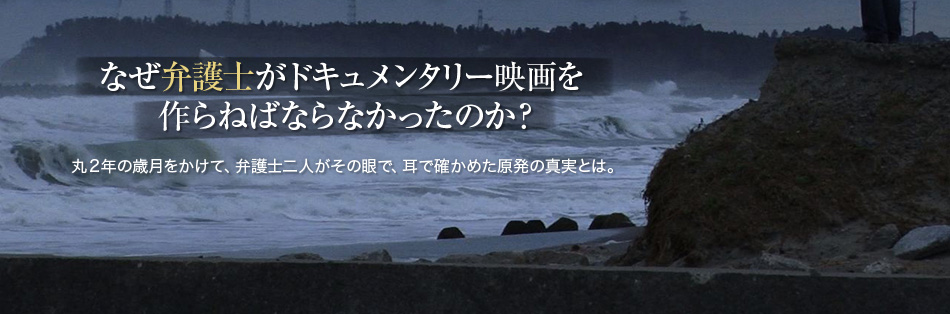 なぜ弁護士がドキュメンタリー映画を
作らねばならなかったのか？
丸２年の歳月をかけて、弁護士二人がその眼で、耳で確かめた原発の真実とは。